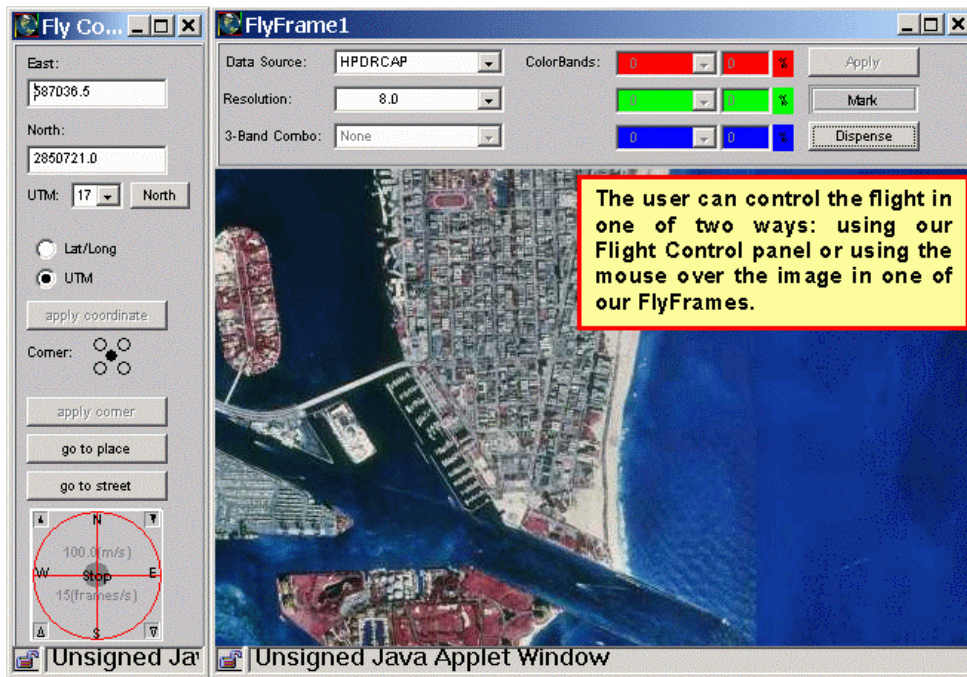 Fly Co...
East:
587036.5
North:
2850721.0
UTM: 17 North
Lat/Long
UTM
apply coordinate
Corner:
apply corner
go to place
go to street
N
100.0(m/s)
W Stop E
15(frames/s)
S
Unsigned Jav
FlyFrame1
Data Source: HPDRCAP ColorBands: 0 0 % Apply
Resolution: 8.0 0 0 % Mark
3-Band Combo: None 0 0 % Dispense
The user can control the flight in
one of two ways: using our
Flight Control panel or using the
mouse over the image in one of
our FlyFrames.
Unsigned Java Applet Window